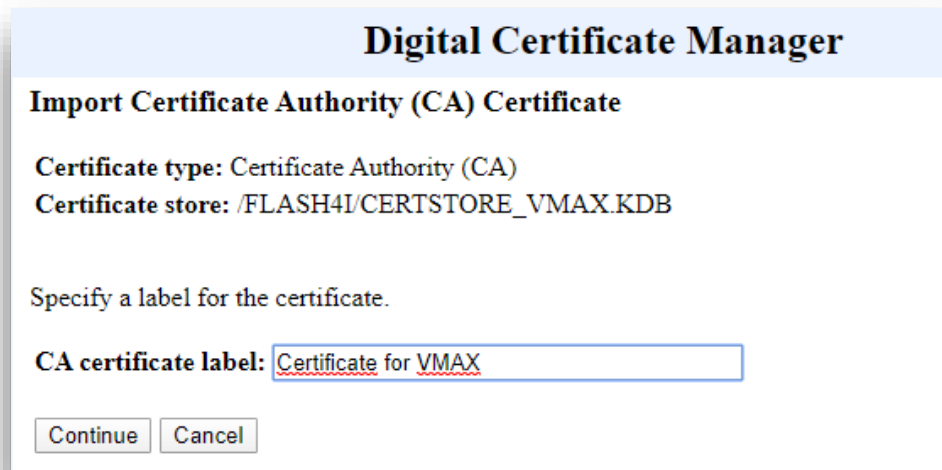 Digital Certificate Manager
Import Certificate Authority (CA) Certificate
Certificate type: Certificate Authority (CA)
Certificate store: /FLASH4I/CERTSTORE_VMAX.KDB
Specify a label for the certificate.
CA certificate label: Certificate for VMAX
Continue Cancel